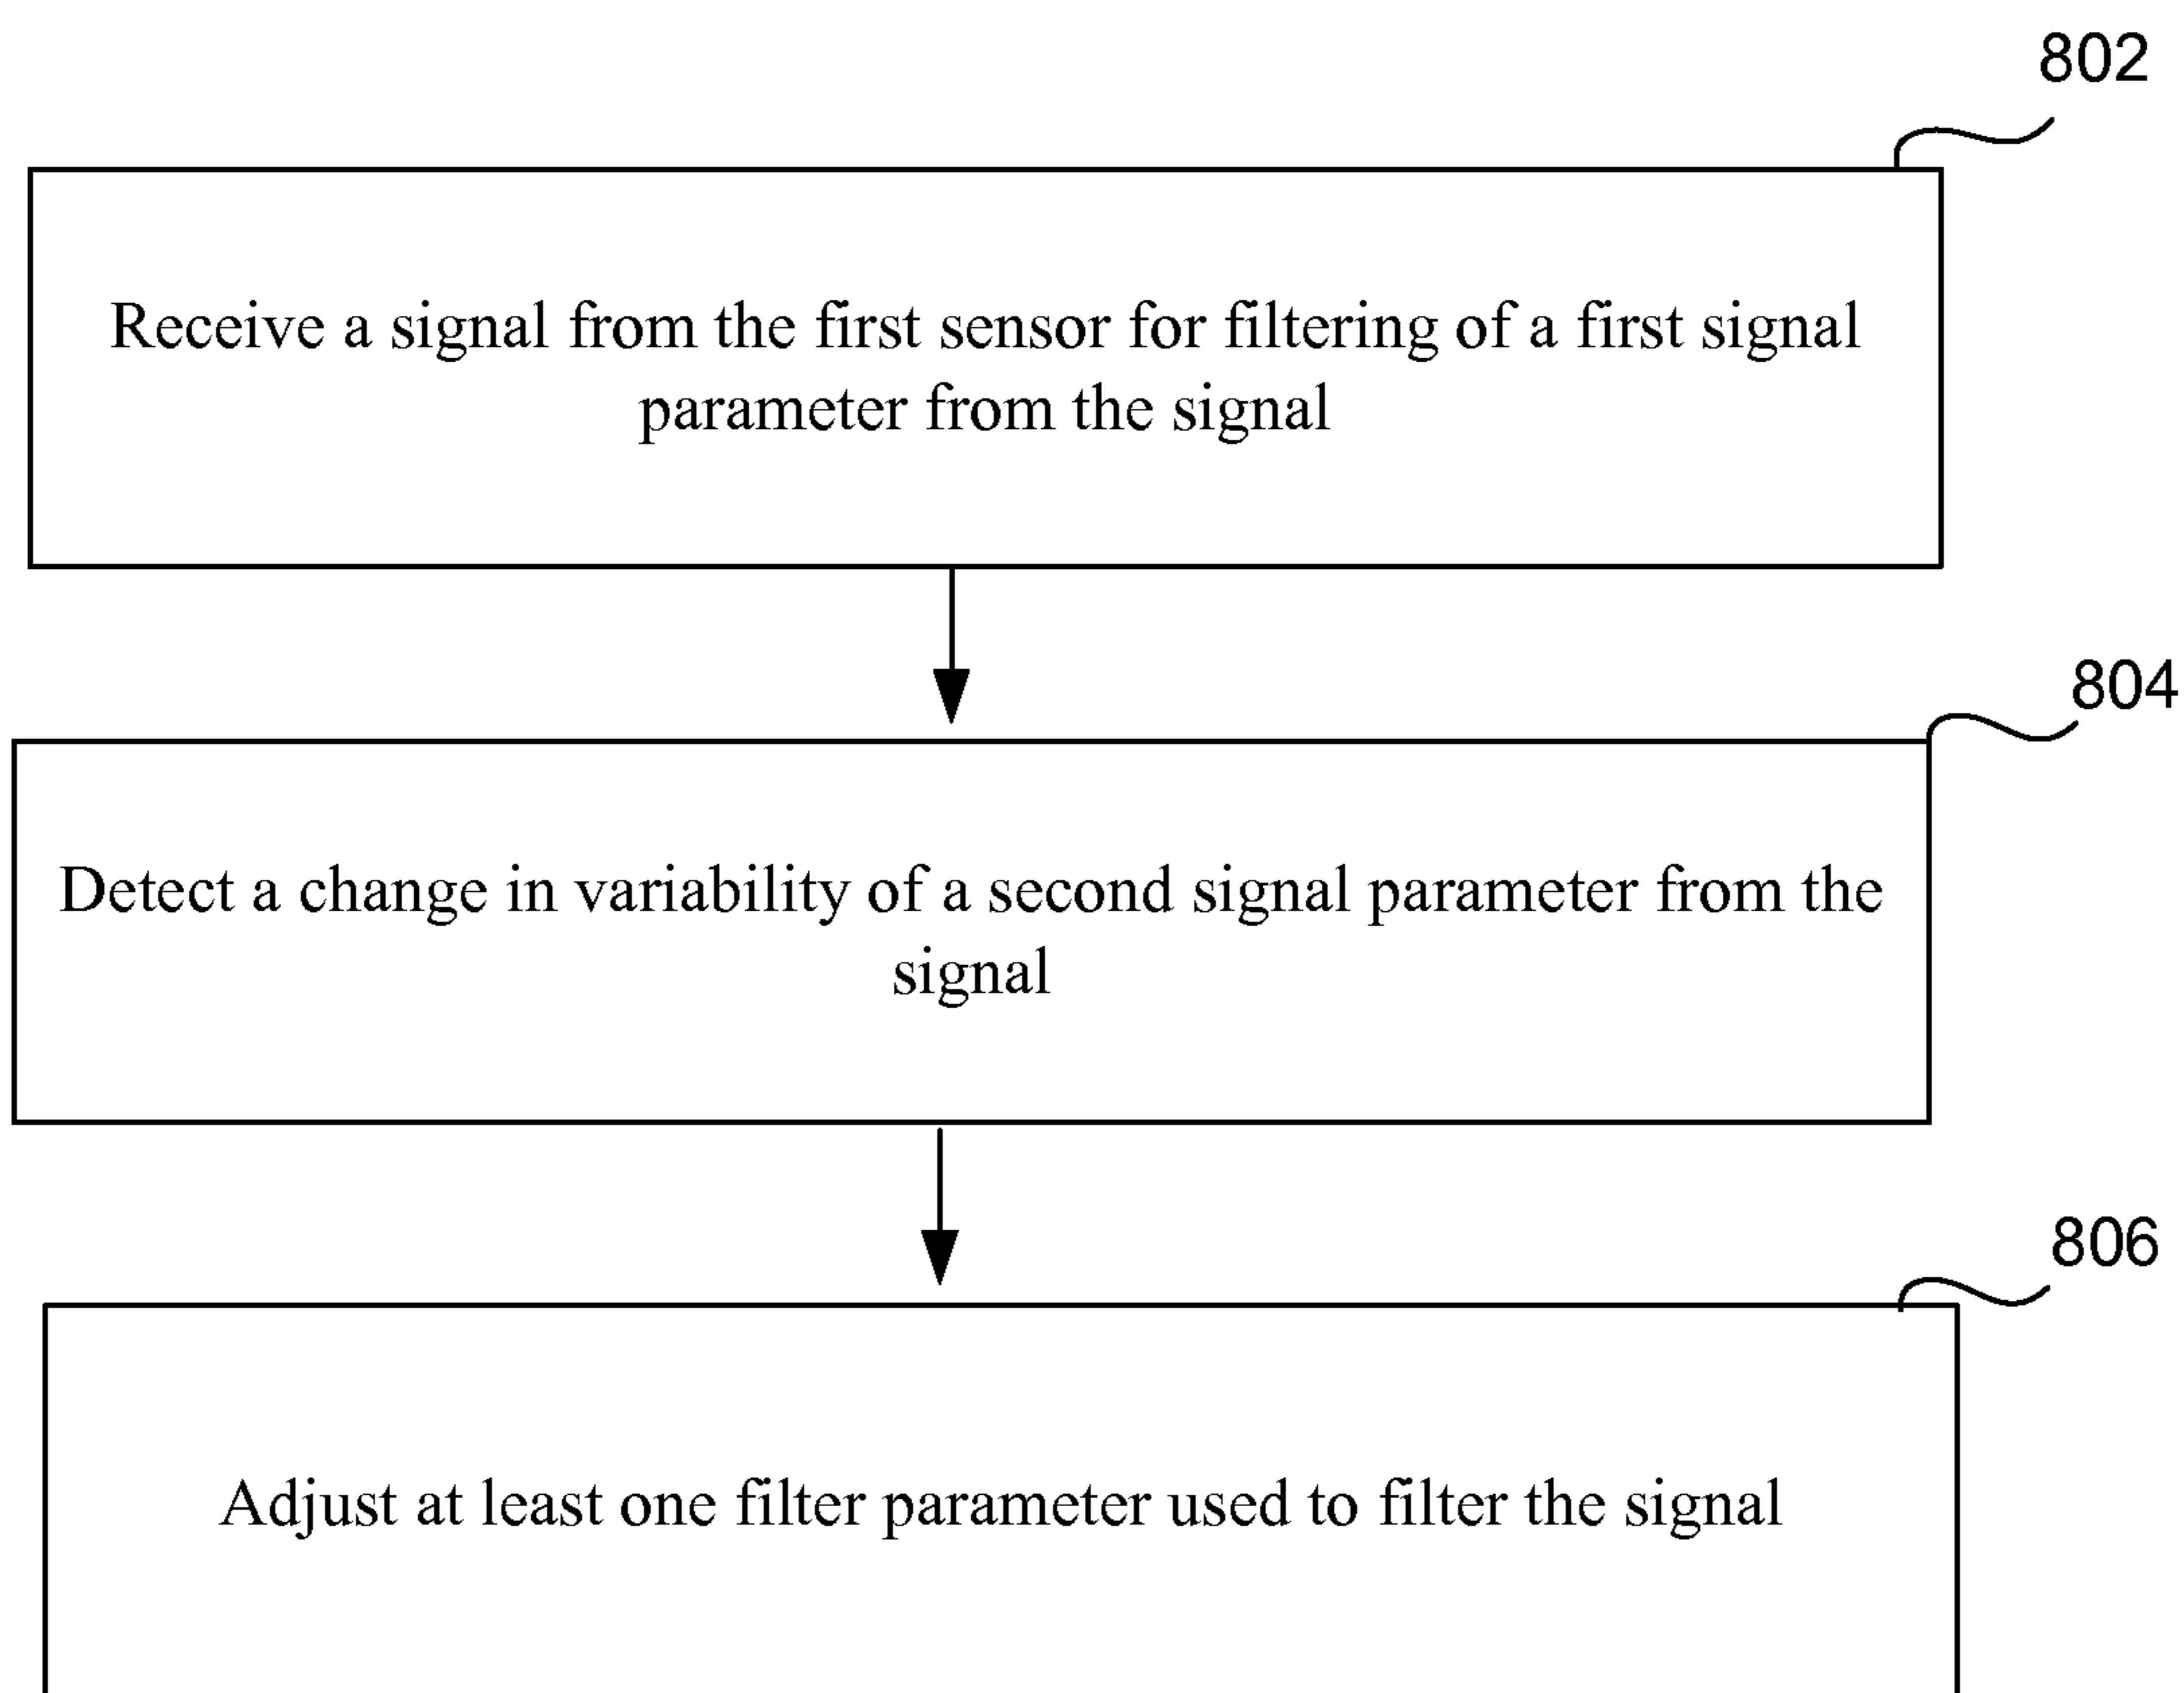 802
Receive a signal from the first sensor for filtering of a first signal
parameter from the signal
804
Detect a change in variability of a second signal parameter from the
signal
806
Adjust at least one filter parameter used to filter the signal